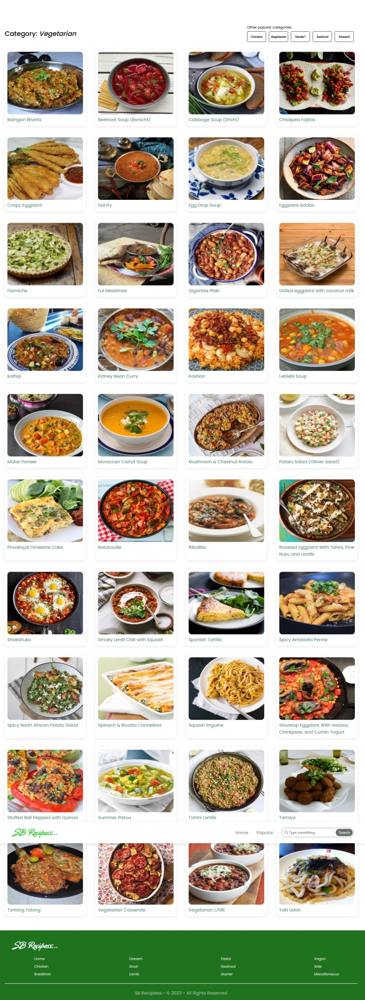 Other popular categories:
Category: Vegetarian
Chicken
Vegetarian
Starter"
Seafood
Dessert
Baingan Bharta
Beetroot Soup (Borscht)
Cabbage Soup (Shchi)
Chickpea Fajitas
Crispy Eggplant
Dal fry
Egg Drop Soup
Eggplant Adobo
Flamiche
Ful Medames
Gigantes Plaki
Grilled eggplant with coconut milk
Kafteji
Kidney Bean Curry
Koshari
Leblebi Soup
Matar Paneer
Moroccan Carrot Soup
Mushroom & Chestnut Rotolo
Potato Salad (Olivier Salad)
Provençal Omelette Cake
Ratatouille
Ribollita
Roasted Eggplant With Tahini, Pine
Nuts, and Lentils
Shakshuka
Smoky Lentil Chili with Squash
Spanish Tortilla
Spicy Arrabiata Penne
Spicy North African Potato Salad
Spinach & Ricotta Cannelloni
Squash linguine
Stovetop Eggplant With Harissa,
Chickpeas, and Cumin Yogurt
Stuffed Bell Peppers with Quinoa
Summer Pistou
Tahini Lentils
Tamiya
SB Recipess...
Home
Popular
Type something..
Search
Tortang Talong
Vegetarian Casserole
Vegetarian Chilli
Yaki Udon
SB Recipess...
Home
Dessert
Pasta
Vegan
Chicken
Goat
Seafood
Side
Breakfast
Lamb
Starter
Miscellaneous
SB Recipiess - © 2023 - All Rights Reserved